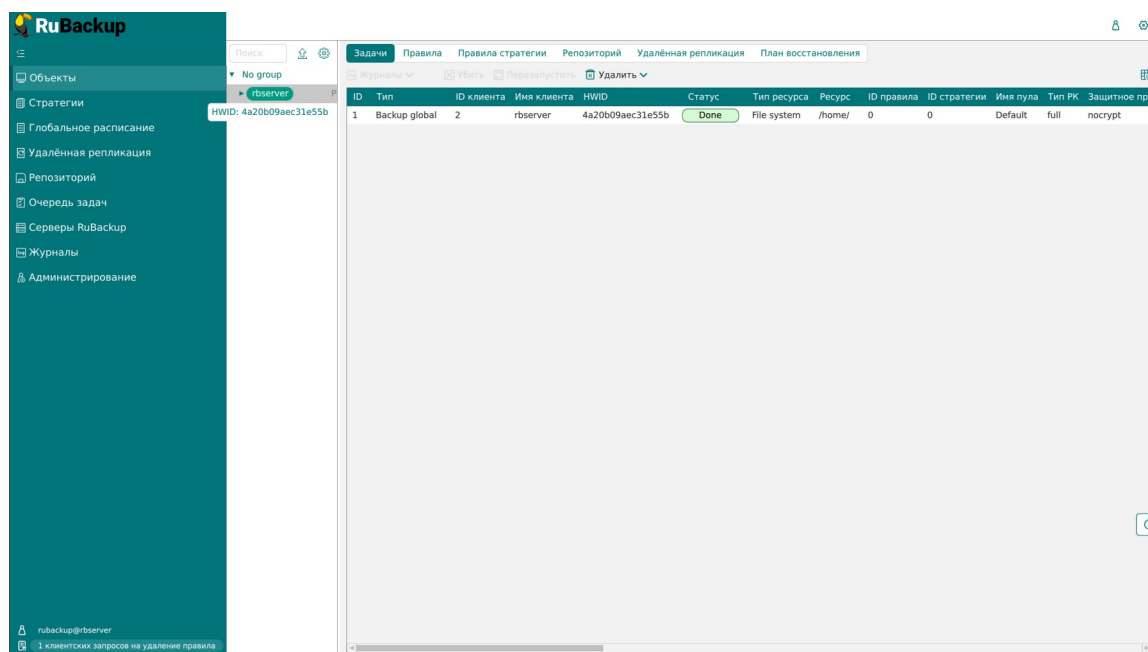 RuBackup
Объекты
Стратегии
Глобальное расписание
Удалённая репликация
Репозиторий
Очередь задач
Серверы RuBackup
Журналы
Администрирование
rubackup@rbserver
1 клиентских запросов на удаление правила
Поиск
No group
rbserver P
HWID: 4a20b09aec31e55b
Задачи Правила Правила стратегии Репозиторий Удалённая репликация План восстановления
Журналы Убить Перезапустить Удалить
ID Тип ID клиента Имя клиента HWID Статус Тип ресурса Ресурс ID правила ID стратегии Имя пула Тип РК Защитное пр
1 Backup global 2 rbserver 4a20b09aec31e55b Done File system /home/ 0 0 Default full nocrypt